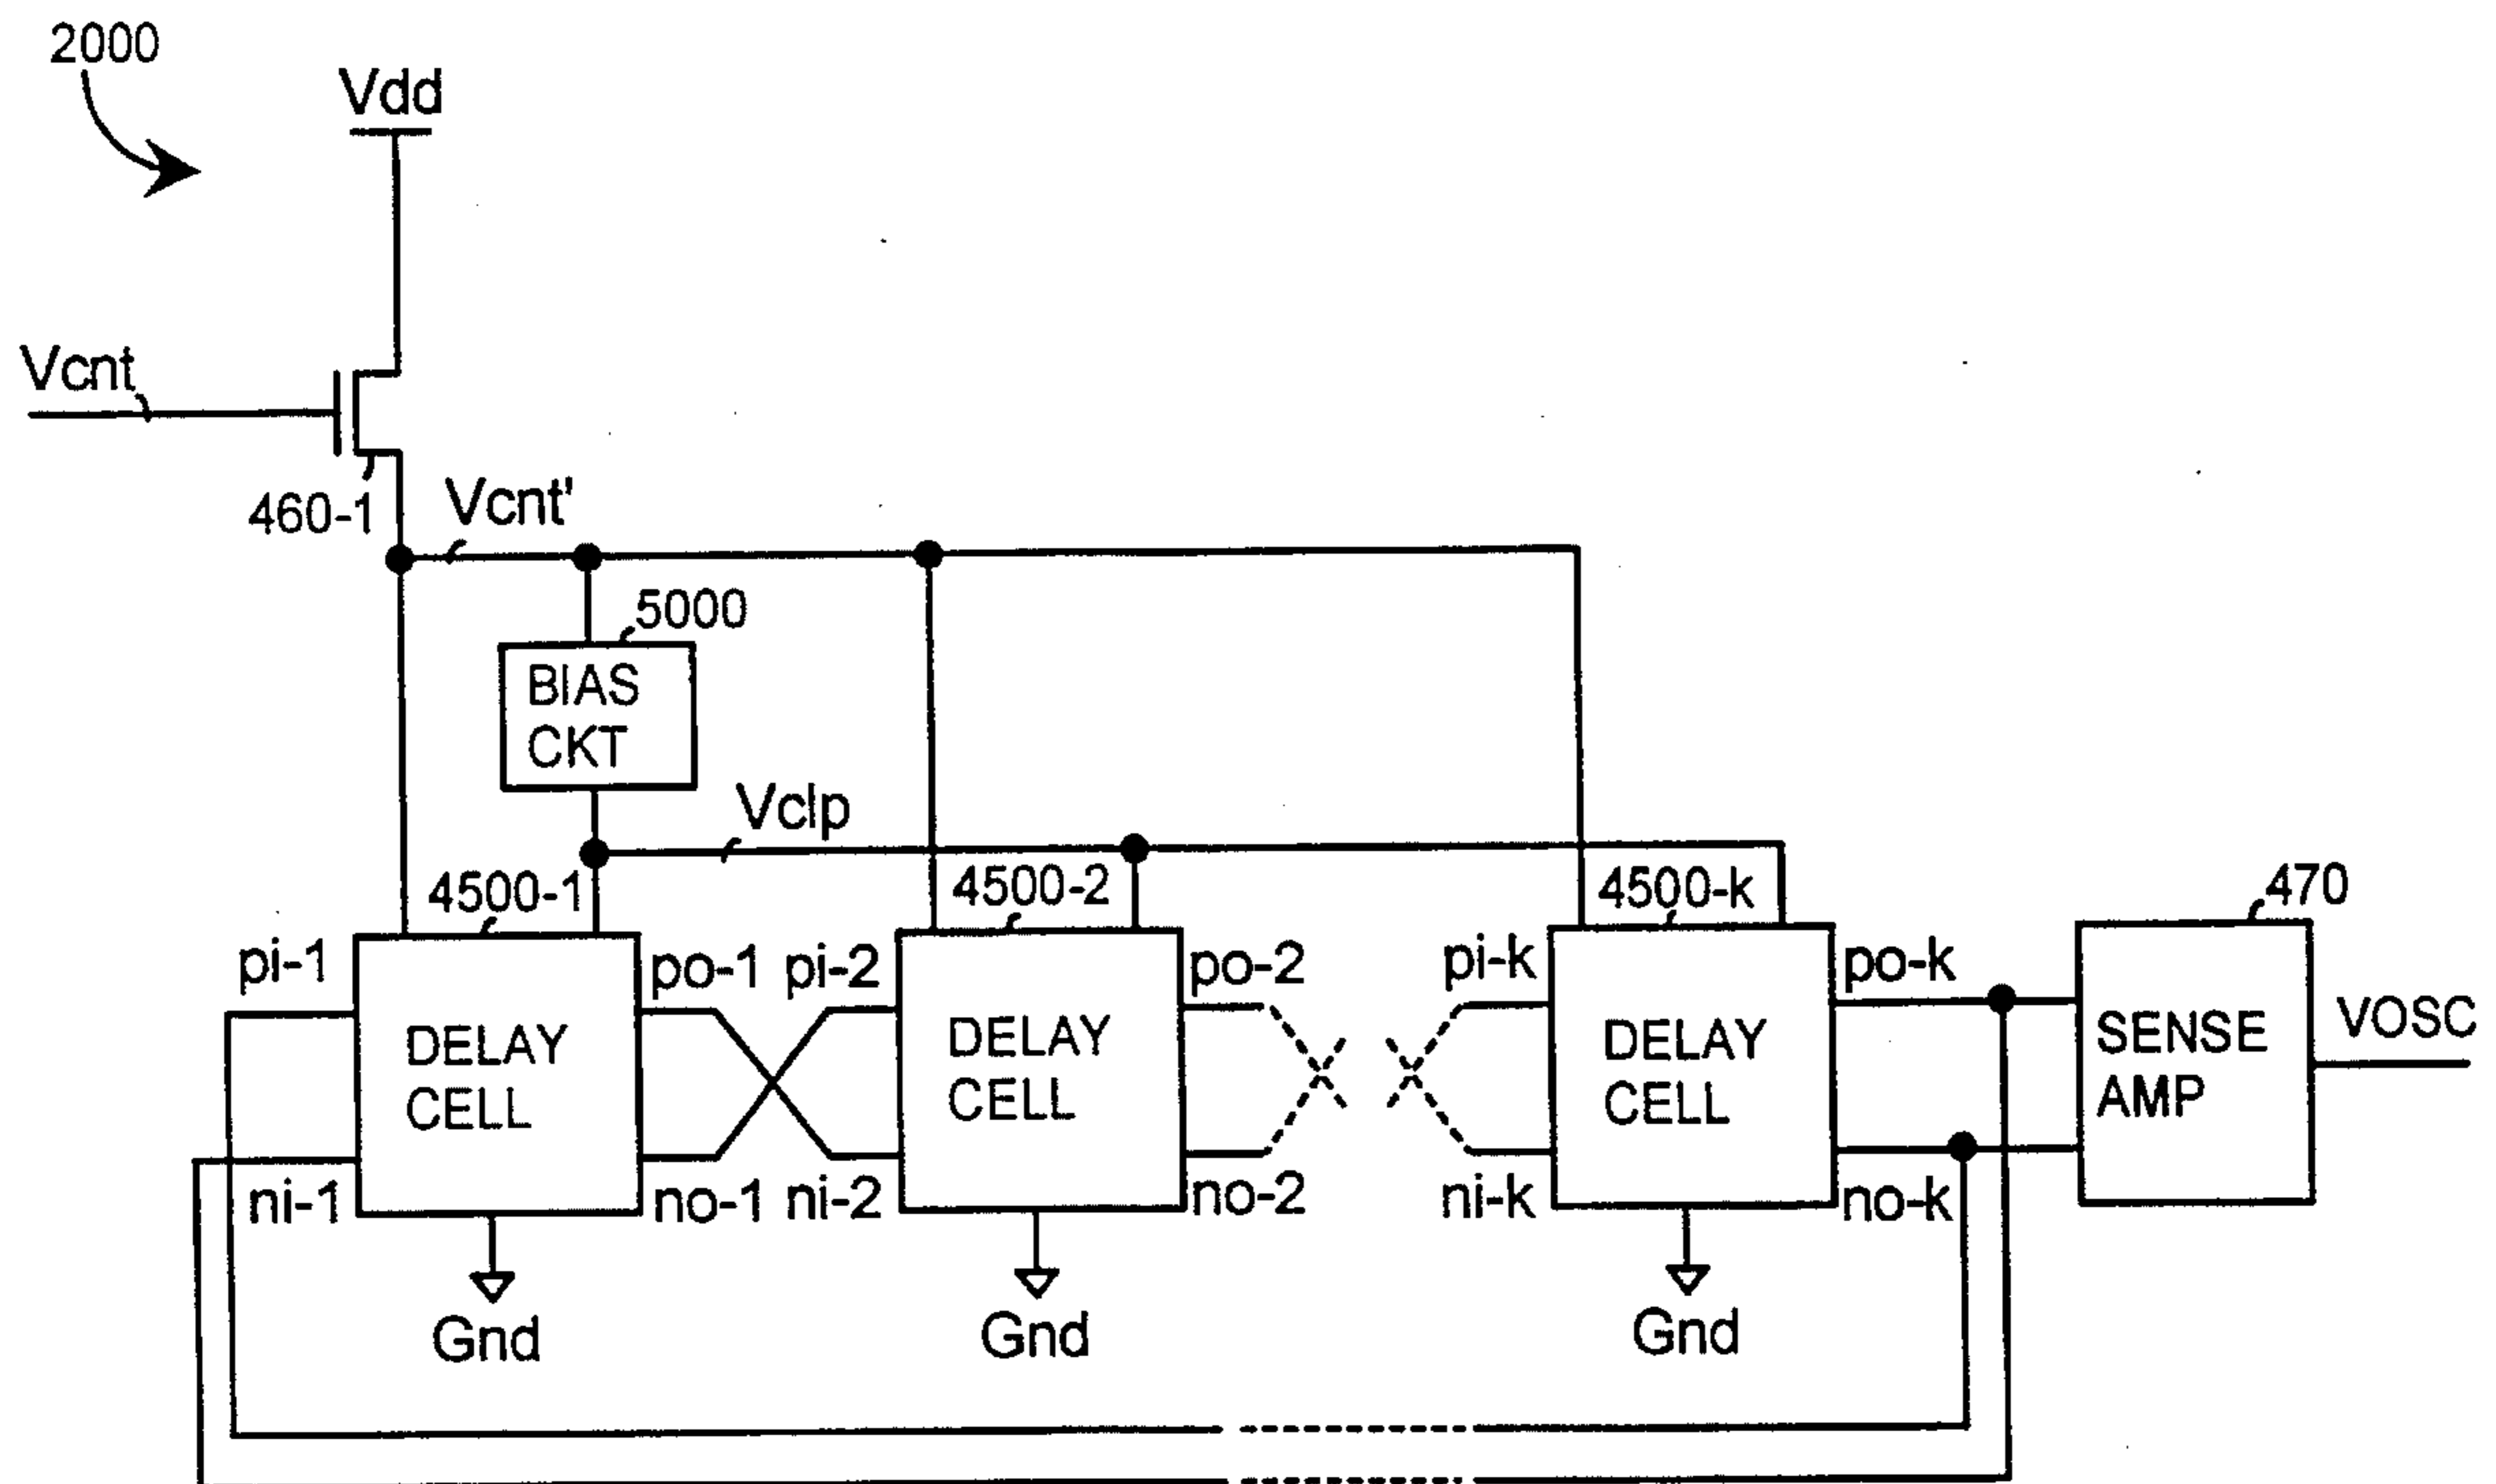 2000
Vdd
Vcnt
460-1
Vcnt'
5000
BIAS
CKT
Vclp
4500-1
4500-2
4500-k
470
pi-1
po-1
pi-2
po-2
pi-k
po-k
DELAY
CELL
DELAY
CELL
DELAY
CELL
SENSE
AMP
VOSC
ni-1
no-1
ni-2
no-2
ni-k
no-k
Gnd
Gnd
Gnd